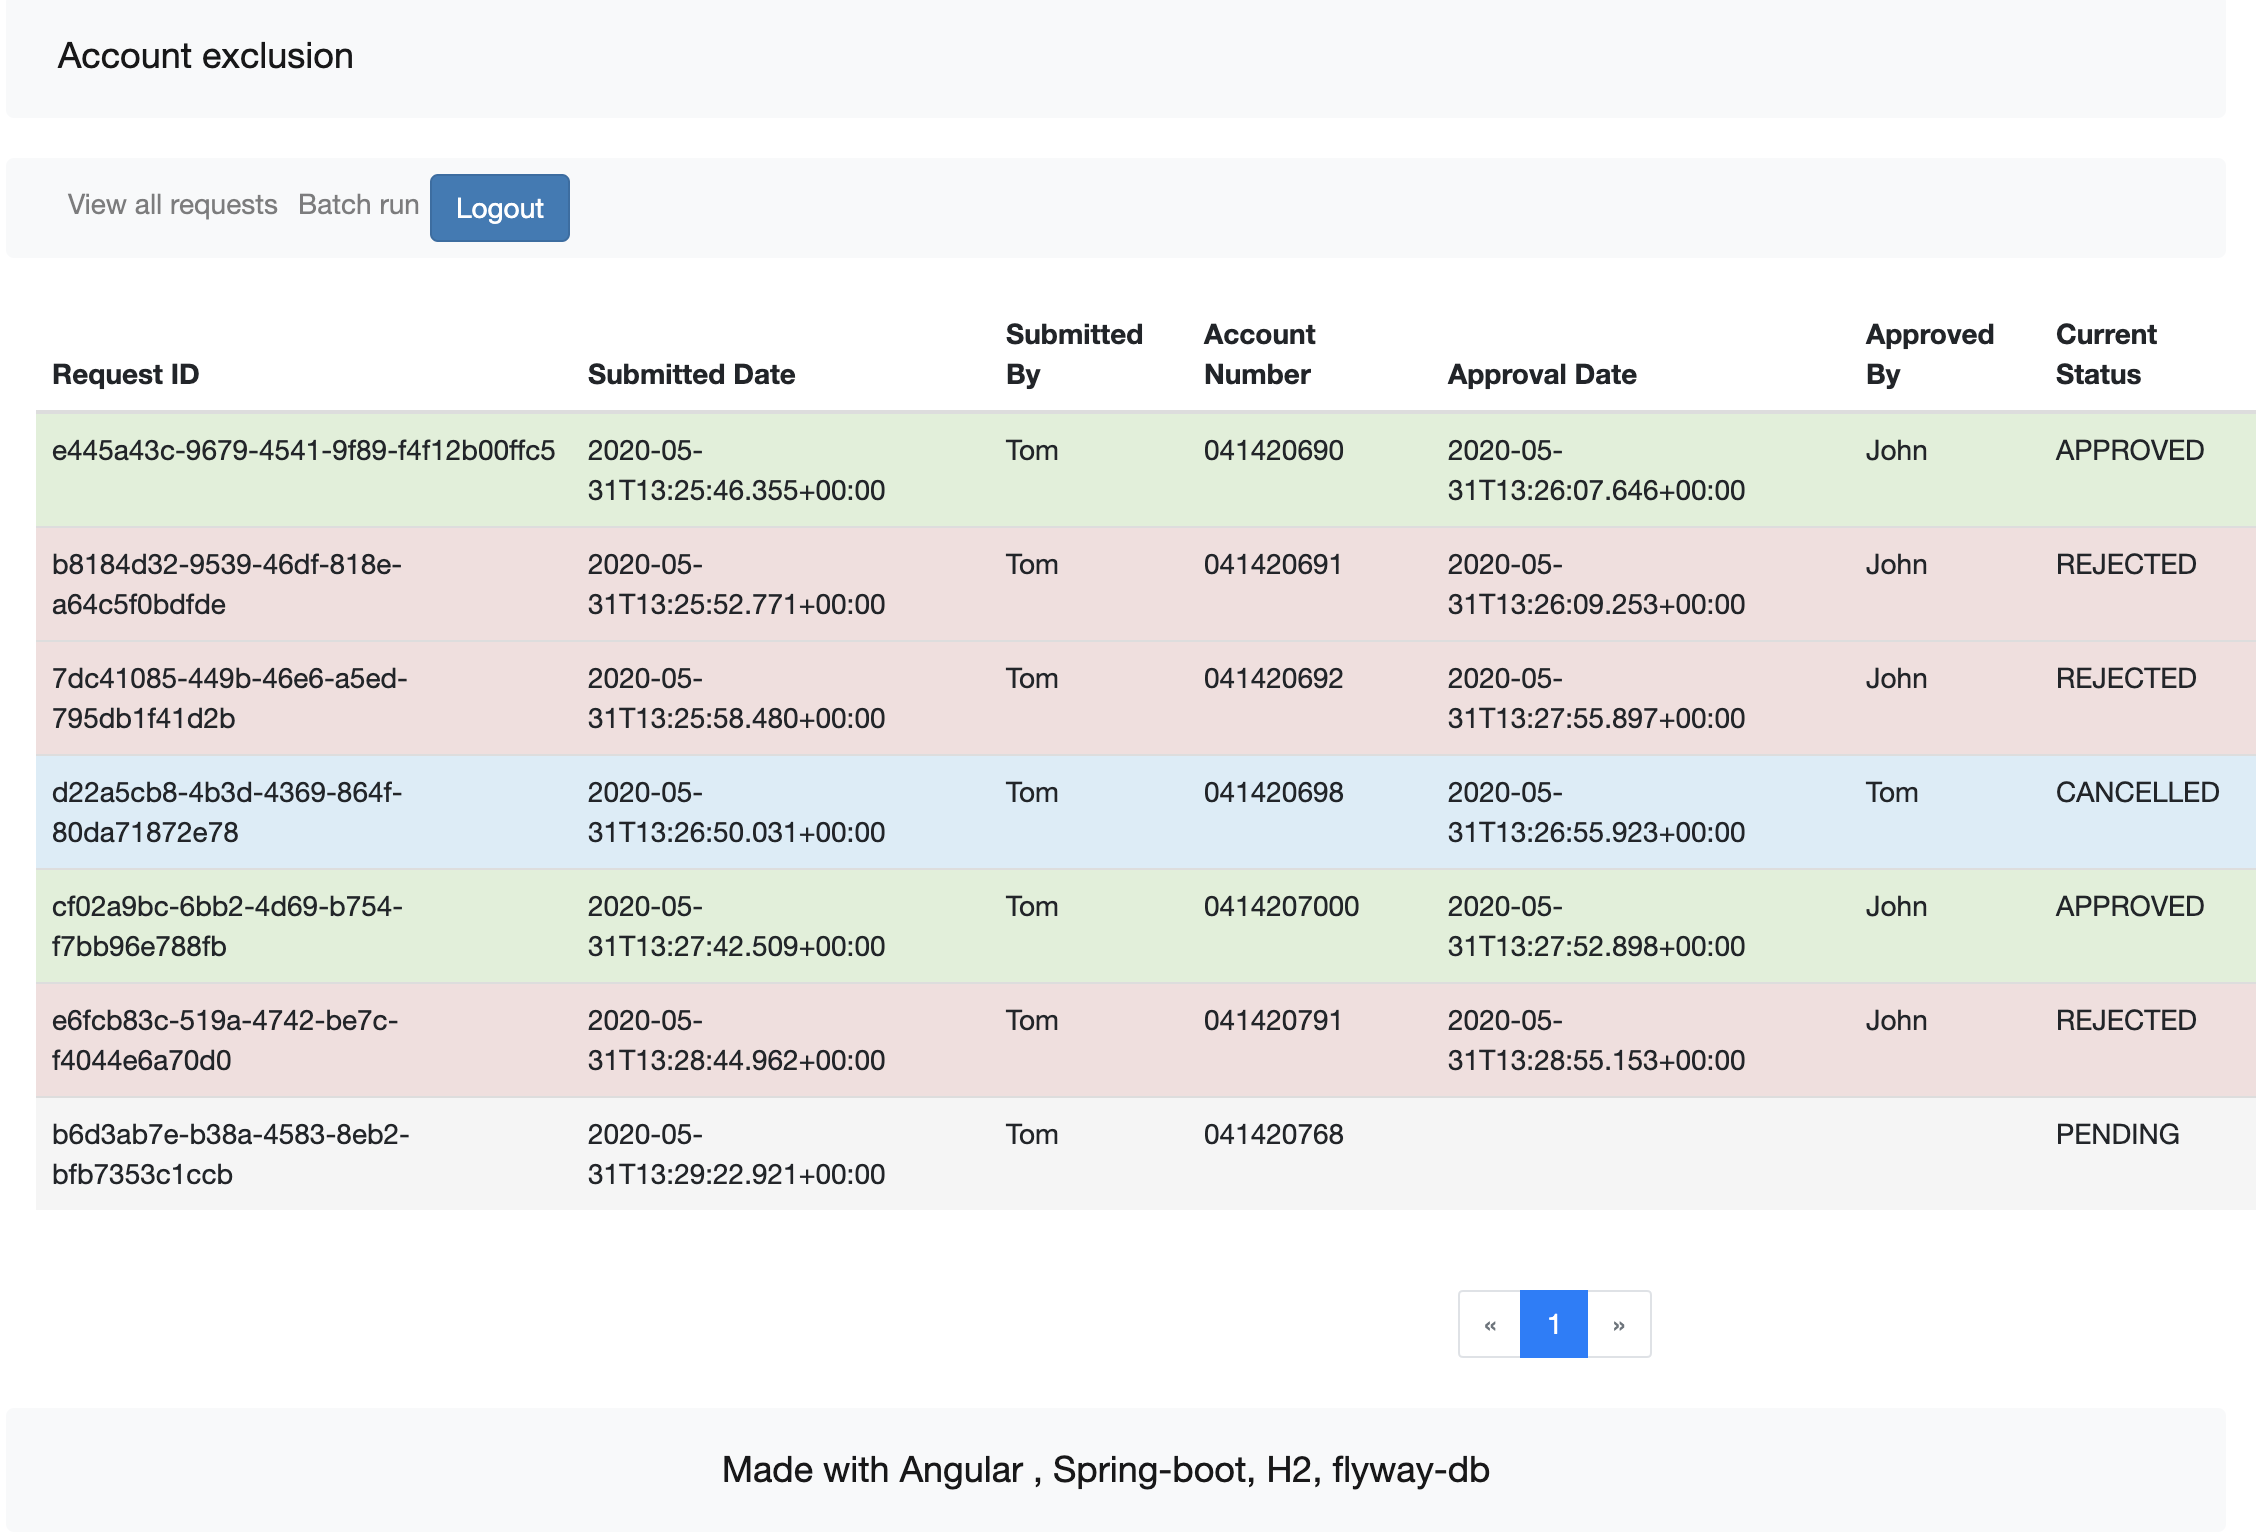 Account exclusion
View all requests Batch run Logout
Submitted Account Approved Current
Request ID Submitted Date By Number Approval Date By Status
e445a43c-9679-4541-9f89-f4f12b00ffc5 2020-05- Tom 041420690 2020-05- John APPROVED
31T13:25:46.355+00:00 31T13:26:07.646+00:00
b8184d32-9539-46df-818e- 2020-05- Tom 041420691 2020-05- John REJECTED
a64c5f0bdfde 31T13:25:52.771+00:00 31T13:26:09.253+00:00
7dc41085-449b-46e6-a5ed- 2020-05- Tom 041420692 2020-05- John REJECTED
795db1f41d2b 31T13:25:58.480+00:00 31T13:27:55.897+00:00
d22a5cb8-4b3d-4369-864f- 2020-05- Tom 041420698 2020-05- Tom CANCELLED
80da71872e78 31T13:26:50.031+00:00 31T13:26:55.923+00:00
cf02a9bc-6bb2-4d69-b754- 2020-05- Tom 0414207000 2020-05- John APPROVED
f7bb96e788fb 31T13:27:42.509+00:00 31T13:27:52.898+00:00
e6fcb83c-519a-4742-be7c- 2020-05- Tom 041420791 2020-05- John REJECTED
f4044e6a70d0 31T13:28:44.962+00:00 31T13:28:55.153+00:00
b6d3ab7e-b38a-4583-8eb2- 2020-05- Tom 041420768 PENDING
bfb7353c1ccb 31T13:29:22.921+00:00
« 1 »
Made with Angular , Spring-boot, H2, flyway-db